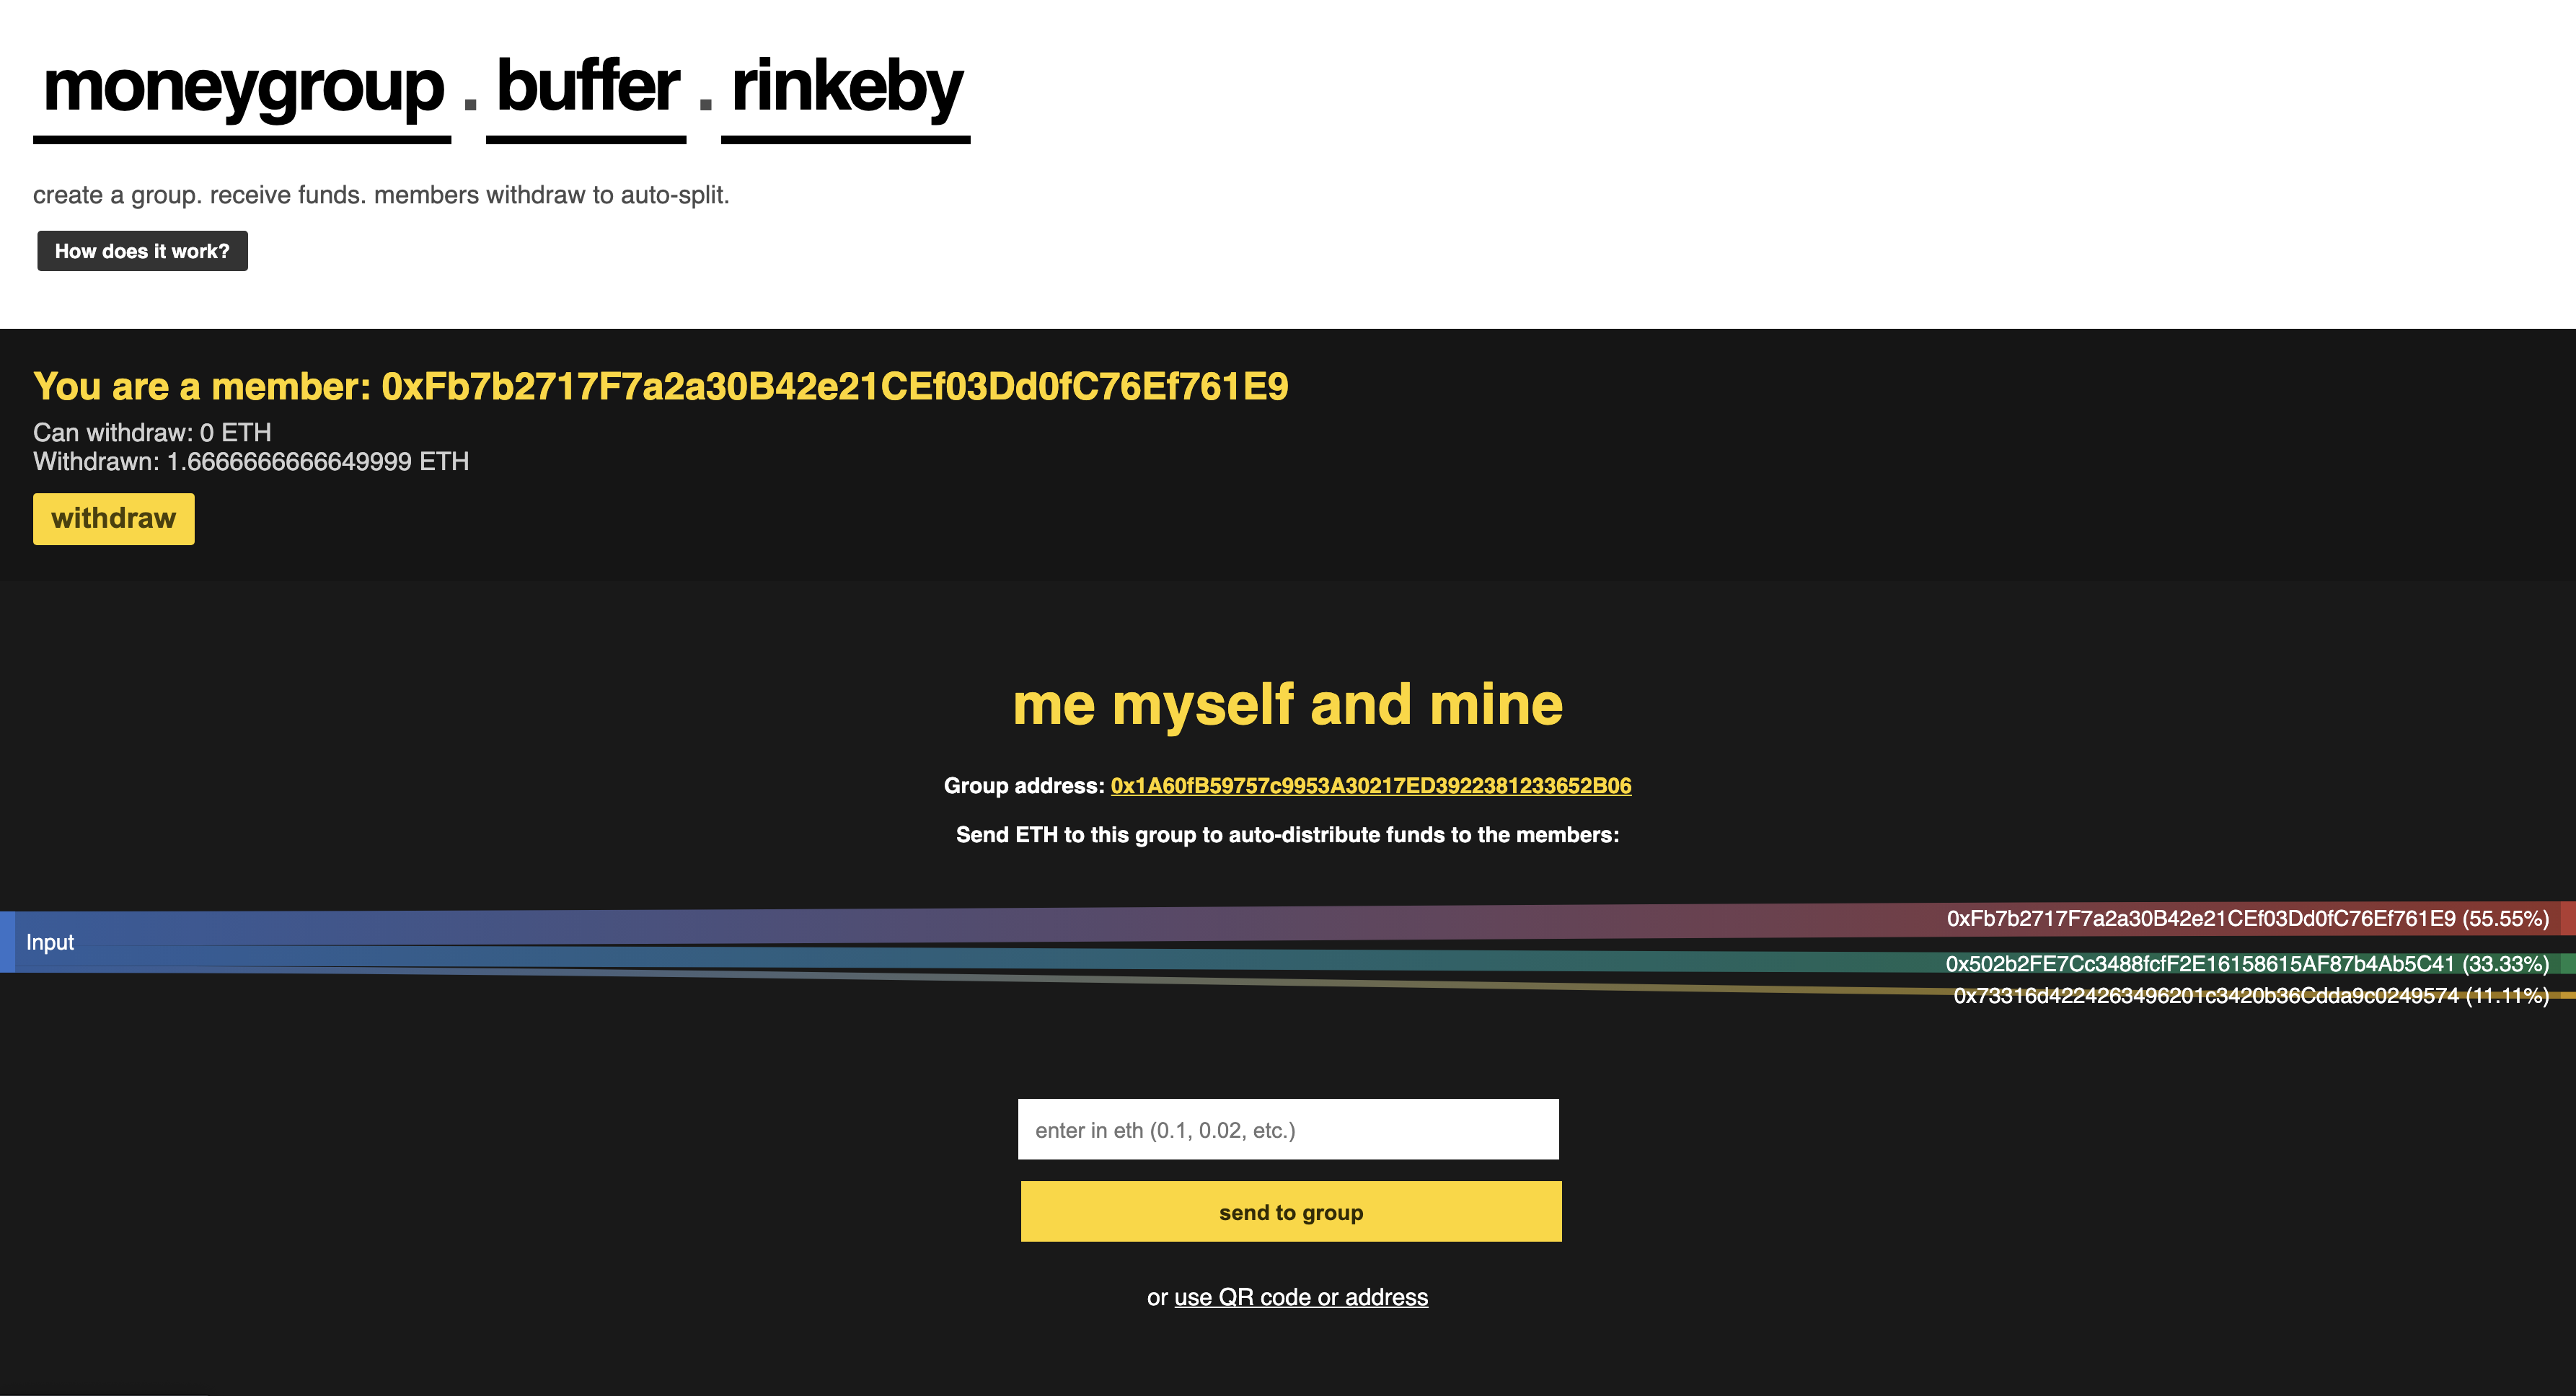 moneygroup . buffer . rinkeby
create a group. receive funds. members withdraw to auto-split.
How does it work?
You are a member: 0xFb7b2717F7a2a30B42e21CEf03Dd0fC76Ef761E9
Can withdraw: 0 ETH
Withdrawn: 1.6666666666649999 ETH
withdraw
me myself and mine
Group address: 0x1A60fB59757c9953A30217ED3922381233652B06
Send ETH to this group to auto-distribute funds to the members:
Input
0xFb7b2717F7a2a30B42e21CEf03Dd0fC76Ef761E9 (55.55%)
0x502b2FE7Cc3488fcfF2E16158615AF87b4Ab5C41 (33.33%)
0x73316d4224263496201c3420b36Cdda9c0249574 (11.11%)
enter in eth (0.1, 0.02, etc.)
send to group
or use QR code or address